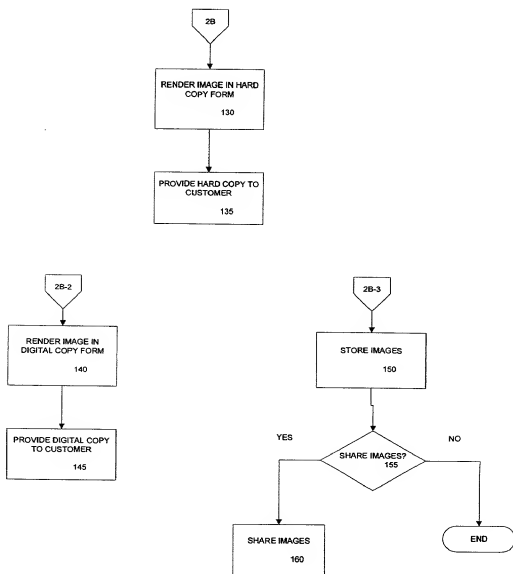 2B
RENDER IMAGE IN HARD
COPY FORM
130
PROVIDE HARD COPY TO
CUSTOMER
135
2B-2
RENDER IMAGE IN
DIGITAL COPY FORM
140
PROVIDE DIGITAL COPY
TO CUSTOMER
145
2B-3
STORE IMAGES
150
SHARE IMAGES?
155
YES
NO
SHARE IMAGES
160
END